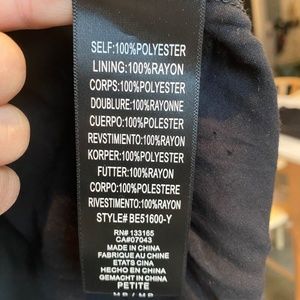 SELF:100%POLYESTER
LINING:100%RAYON
CORPS:100%POLYESTER
DOUBLURE:100%RAYONNE
CUERPO:100%POLESTER
REVSTIMIENTO:100%RAYON
KORPER:100%POLYESTER
FUTTER:100%RAYON
CORPO:100%POLESTERE
RIVESTIMENTO:100%RAYON
STYLE# BE51600-Y
RN# 133165
CA#07043
MADE IN CHINA
FABRIQUE AU CHINE
ETATS CINA
HECHO EN CHINA
GEMACHT IN CHINA
PETITE